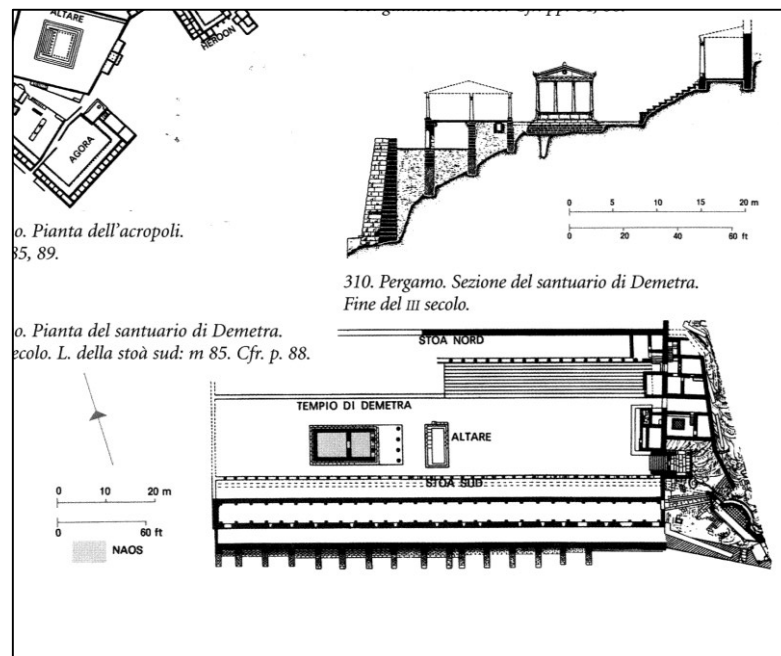 ALTARE
HEROON
AGORA
o. Pianta dell'acropoli.
85, 89.
0 5 10 15 20 m
0 20 40 60 ft
310. Pergamo. Sezione del santuario di Demetra.
Fine del III secolo.
o. Pianta del santuario di Demetra.
ecolo. L. della stoà sud: m 85. Cfr. p. 88.
STOA NORD
TEMPIO DI DEMETRA
ALTARE
STOA SUD
0 10 20 m
0 60 ft
NAOS